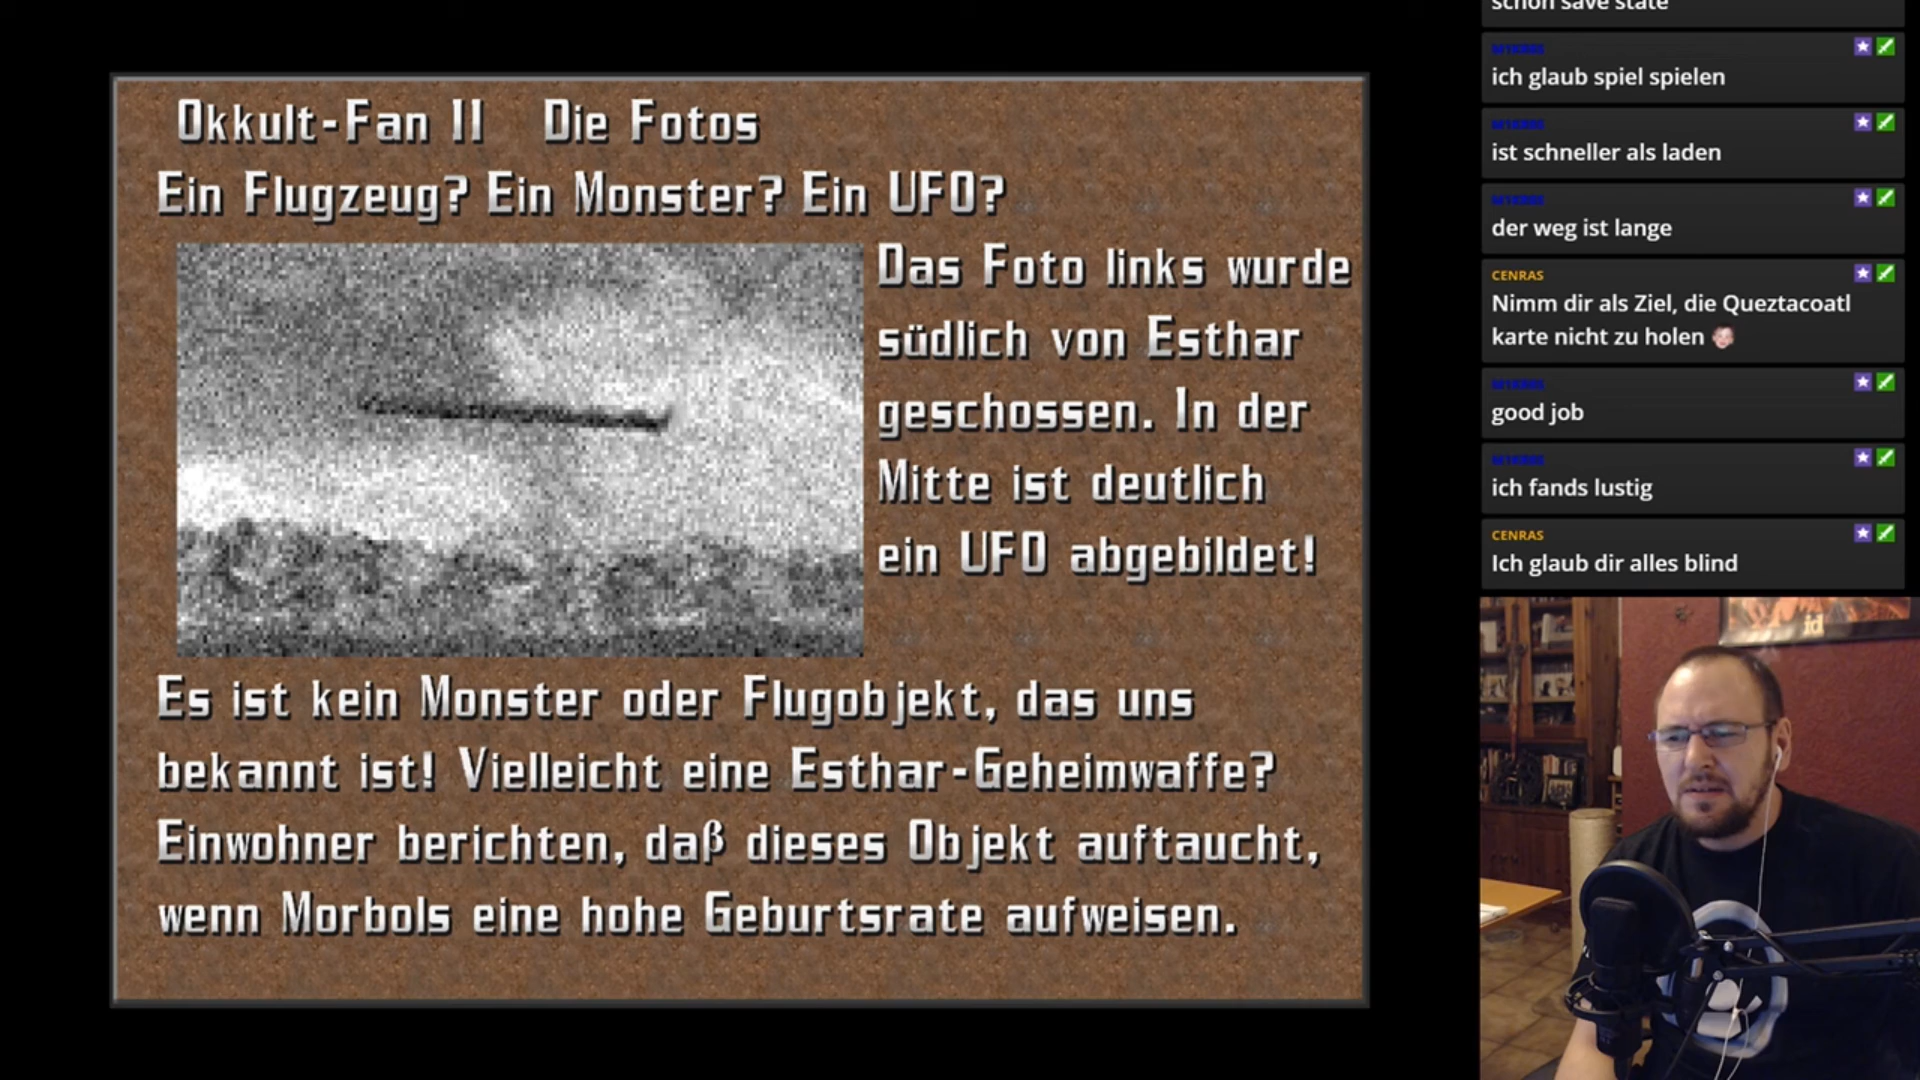 Okkult-Fan II Die Fotos
Ein Flugzeug? Ein Monster? Ein UFO?
Das Foto links wurde
südlich von Esthar
geschossen. In der
Mitte ist deutlich
ein UFO abgebildet!
Es ist kein Monster oder Flugobjekt, das uns
bekannt ist! Vielleicht eine Esthar-Geheimwaffe?
Einwohner berichten, daß dieses Objekt auftaucht,
wenn Morbols eine hohe Geburtsrate aufweisen.
schon save state
ich glaub spiel spielen
ist schneller als laden
der weg ist lange
CENRAS
Nimm dir als Ziel, die Queztacoatl
karte nicht zu holen
good job
ich fands lustig
CENRAS
Ich glaub dir alles blind
id